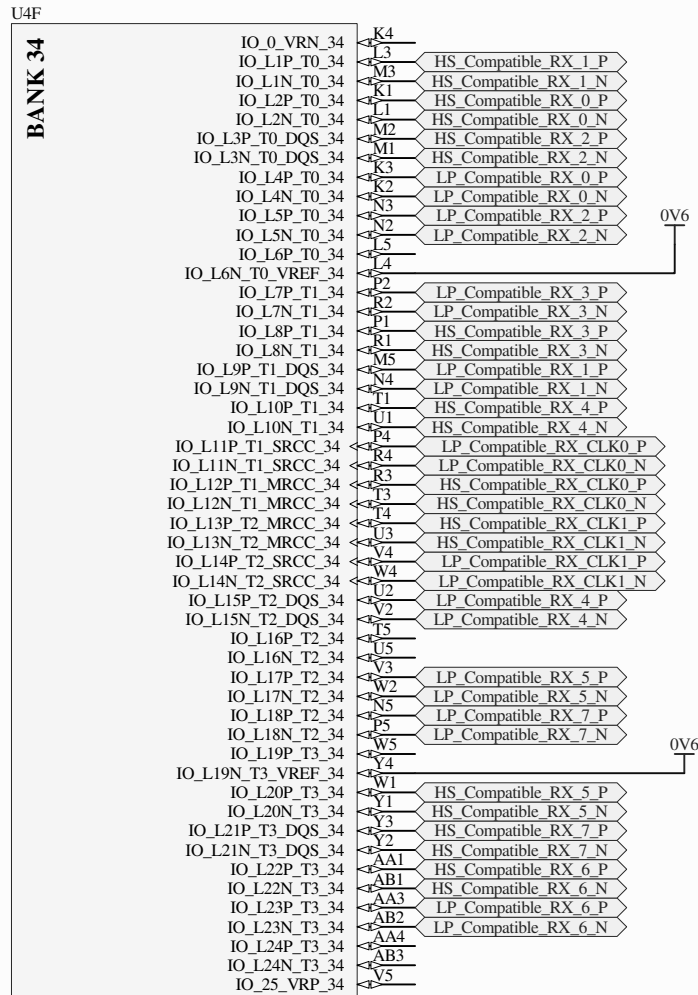 U4F
BANK 34
IO_0_VRN_34 K4
IO_L1P_T0_34 L3 HS_Compatible_RX_1_P
IO_L1N_T0_34 M3 HS_Compatible_RX_1_N
IO_L2P_T0_34 K1 HS_Compatible_RX_0_P
IO_L2N_T0_34 L1 HS_Compatible_RX_0_N
IO_L3P_T0_DQS_34 M2 HS_Compatible_RX_2_P
IO_L3N_T0_DQS_34 M1 HS_Compatible_RX_2_N
IO_L4P_T0_34 K3 LP_Compatible_RX_0_P
IO_L4N_T0_34 K2 LP_Compatible_RX_0_N
IO_L5P_T0_34 N3 LP_Compatible_RX_2_P
IO_L5N_T0_34 N2 LP_Compatible_RX_2_N
0V6
IO_L6P_T0_34 L5
IO_L6N_T0_VREF_34 L4
IO_L7P_T1_34 P2 LP_Compatible_RX_3_P
IO_L7N_T1_34 R2 LP_Compatible_RX_3_N
IO_L8P_T1_34 P1 HS_Compatible_RX_3_P
IO_L8N_T1_34 R1 HS_Compatible_RX_3_N
IO_L9P_T1_DQS_34 M5 LP_Compatible_RX_1_P
IO_L9N_T1_DQS_34 N4 LP_Compatible_RX_1_N
IO_L10P_T1_34 T1 HS_Compatible_RX_4_P
IO_L10N_T1_34 U1 HS_Compatible_RX_4_N
IO_L11P_T1_SRCC_34 P4 LP_Compatible_RX_CLK0_P
IO_L11N_T1_SRCC_34 R4 LP_Compatible_RX_CLK0_N
IO_L12P_T1_MRCC_34 R3 HS_Compatible_RX_CLK0_P
IO_L12N_T1_MRCC_34 T3 HS_Compatible_RX_CLK0_N
IO_L13P_T2_MRCC_34 T4 HS_Compatible_RX_CLK1_P
IO_L13N_T2_MRCC_34 U3 HS_Compatible_RX_CLK1_N
IO_L14P_T2_SRCC_34 V4 LP_Compatible_RX_CLK1_P
IO_L14N_T2_SRCC_34 W4 LP_Compatible_RX_CLK1_N
IO_L15P_T2_DQS_34 U2 LP_Compatible_RX_4_P
IO_L15N_T2_DQS_34 V2 LP_Compatible_RX_4_N
IO_L16P_T2_34 T5
IO_L16N_T2_34 U5
IO_L17P_T2_34 V3 LP_Compatible_RX_5_P
IO_L17N_T2_34 W2 LP_Compatible_RX_5_N
IO_L18P_T2_34 N5 LP_Compatible_RX_7_P
IO_L18N_T2_34 P5 LP_Compatible_RX_7_N
0V6
IO_L19P_T3_34 W5
IO_L19N_T3_VREF_34 Y4
IO_L20P_T3_34 W1 HS_Compatible_RX_5_P
IO_L20N_T3_34 Y1 HS_Compatible_RX_5_N
IO_L21P_T3_DQS_34 Y3 HS_Compatible_RX_7_P
IO_L21N_T3_DQS_34 Y2 HS_Compatible_RX_7_N
IO_L22P_T3_34 AA1 HS_Compatible_RX_6_P
IO_L22N_T3_34 AB1 HS_Compatible_RX_6_N
IO_L23P_T3_34 AA3 LP_Compatible_RX_6_P
IO_L23N_T3_34 AB2 LP_Compatible_RX_6_N
IO_L24P_T3_34 AA4
IO_L24N_T3_34 AB3
IO_25_VRP_34 V5